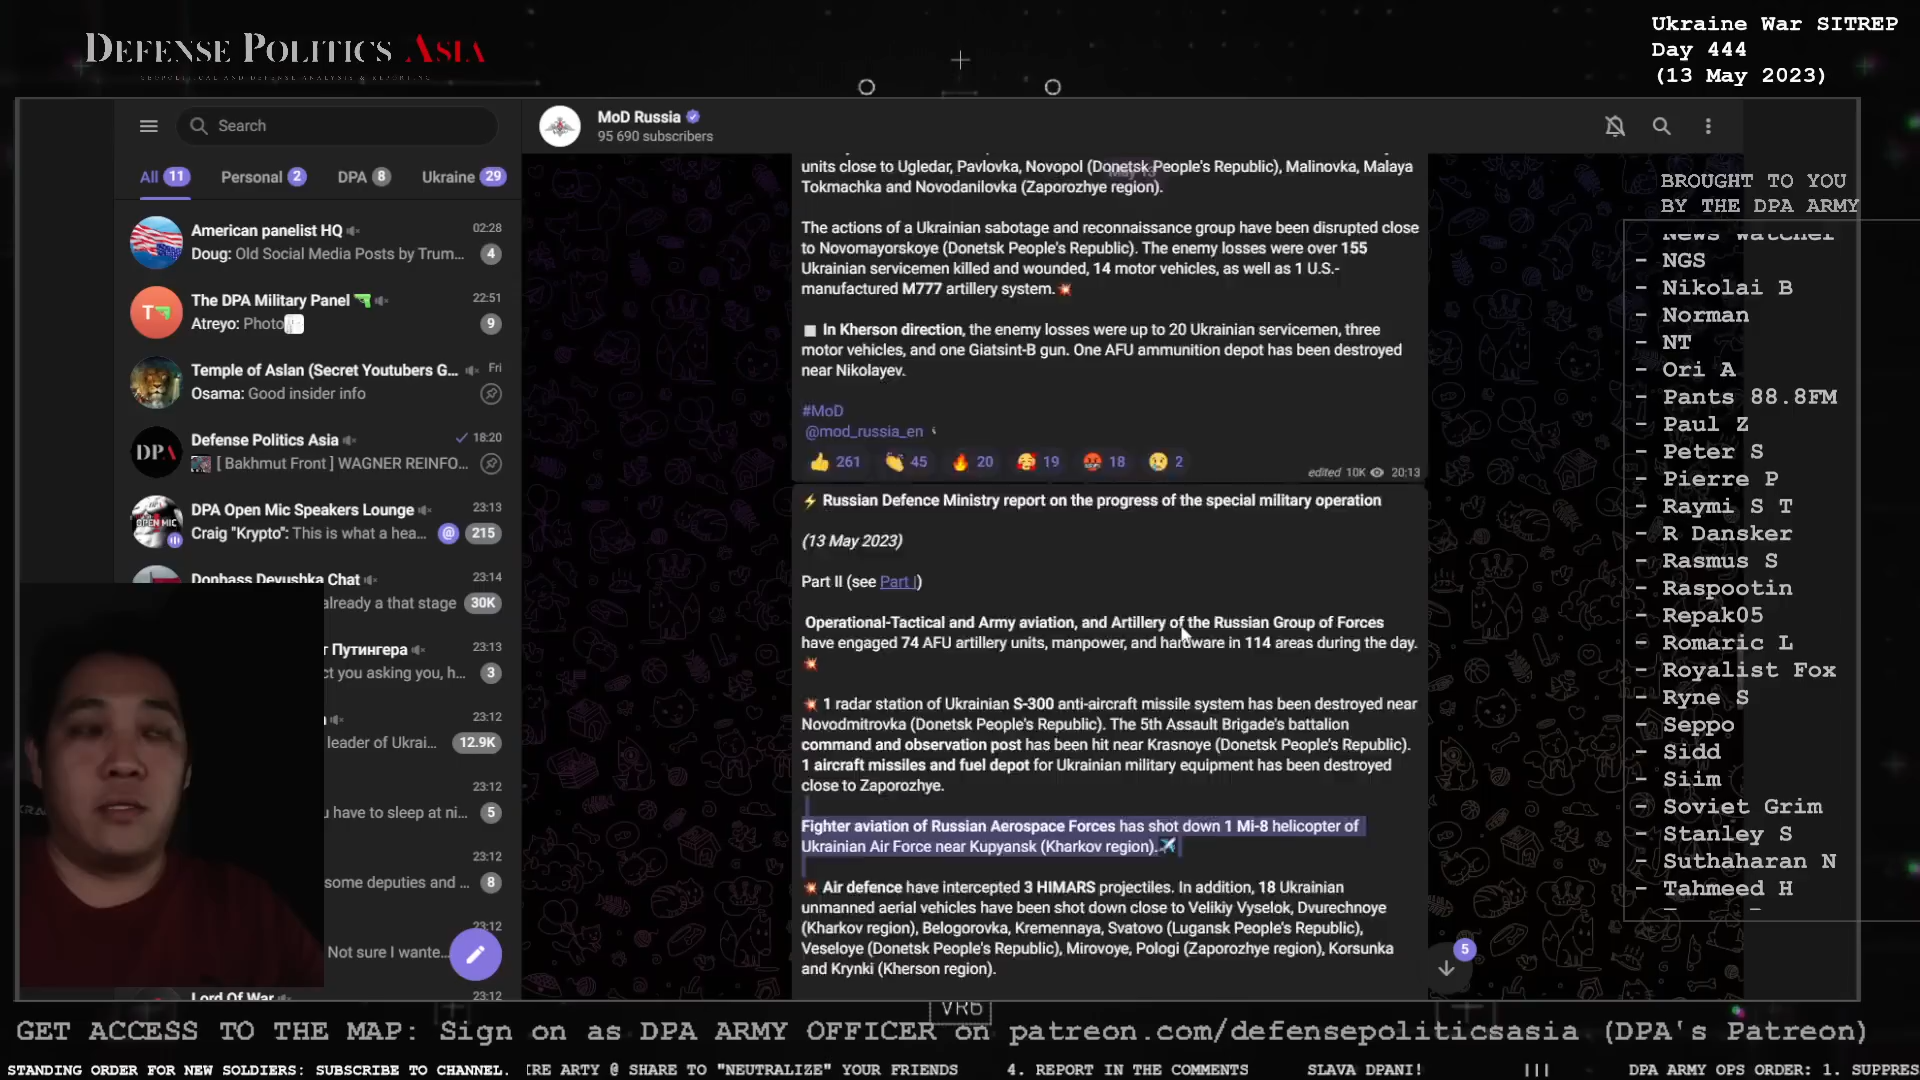 DEFENSE POLITICS ASIA
Ukraine War SITREP
Day 444
(13 May 2023)
Search
All 11
Personal 2
DPA 8
Ukraine 29
American panelist HQ
02:28
Doug: Old Social Media Posts by Trum...
4
The DPA Military Panel
22:51
Atreyo: Photo
9
Temple of Aslan (Secret Youtubers G...
Fri
Osama: Good insider info
DPA
Defense Politics Asia
18:20
[ Bakhmut Front ] WAGNER REINFO...
OPEN MIC
DPA Open Mic Speakers Lounge
23:13
Craig "Krypto": This is what a hea...
@ 215
Donbass Devushka Chat
23:14
already a that stage
30K
т Путингера
23:13
ct you asking you, h...
3
23:12
leader of Ukrai...
12.9K
23:12
u have to sleep at ni...
5
23:12
some deputies and ...
8
23:12
Not sure I wante...
Lord Of War
23:12
MoD Russia
95 690 subscribers
May 13
units close to Ugledar, Pavlovka, Novopol (Donetsk People's Republic), Malinovka, Malaya
Tokmachka and Novodanilovka (Zaporozhye region).
The actions of a Ukrainian sabotage and reconnaissance group have been disrupted close
to Novomayorskoye (Donetsk People's Republic). The enemy losses were over 155
Ukrainian servicemen killed and wounded, 14 motor vehicles, as well as 1 U.S.-
manufactured M777 artillery system.
In Kherson direction, the enemy losses were up to 20 Ukrainian servicemen, three
motor vehicles, and one Giatsint-B gun. One AFU ammunition depot has been destroyed
near Nikolayev.
#MoD
@mod_russia_en
261 45 20 19 18 2
edited 10K 20:13
Russian Defence Ministry report on the progress of the special military operation
(13 May 2023)
Part II (see Part I)
Operational-Tactical and Army aviation, and Artillery of the Russian Group of Forces
have engaged 74 AFU artillery units, manpower, and hardware in 114 areas during the day.
1 radar station of Ukrainian S-300 anti-aircraft missile system has been destroyed near
Novodmitrovka (Donetsk People's Republic). The 5th Assault Brigade's battalion
command and observation post has been hit near Krasnoye (Donetsk People's Republic).
1 aircraft missiles and fuel depot for Ukrainian military equipment has been destroyed
close to Zaporozhye.
Fighter aviation of Russian Aerospace Forces has shot down 1 Mi-8 helicopter of
Ukrainian Air Force near Kupyansk (Kharkov region).
Air defence have intercepted 3 HIMARS projectiles. In addition, 18 Ukrainian
unmanned aerial vehicles have been shot down close to Velikiy Vyselok, Dvurechnoye
(Kharkov region), Belogorovka, Kremennaya, Svatovo (Lugansk People's Republic),
Veseloye (Donetsk People's Republic), Mirovoye, Pologi (Zaporozhye region), Korsunka
and Krynki (Kherson region).
5
BROUGHT TO YOU
BY THE DPA ARMY
News Watcher
- NGS
- Nikolai B
- Norman
- NT
- Ori A
- Pants 88.8FM
- Paul Z
- Peter S
- Pierre P
- Raymi S T
- R Dansker
- Rasmus S
- Raspootin
- Repak05
- Romaric L
- Royalist Fox
- Ryne S
- Seppo
- Sidd
- Siim
- Soviet Grim
- Stanley S
- Suthaharan N
- Tahmeed H
VR6
GET ACCESS TO THE MAP: Sign on as DPA ARMY OFFICER on patreon.com/defensepoliticsasia (DPA's Patreon)
STANDING ORDER FOR NEW SOLDIERS: SUBSCRIBE TO CHANNEL. IRE ARTY @ SHARE TO "NEUTRALIZE" YOUR FRIENDS 4. REPORT IN THE COMMENTS SLAVA DPANI! ||| DPA ARMY OPS ORDER: 1. SUPPRES